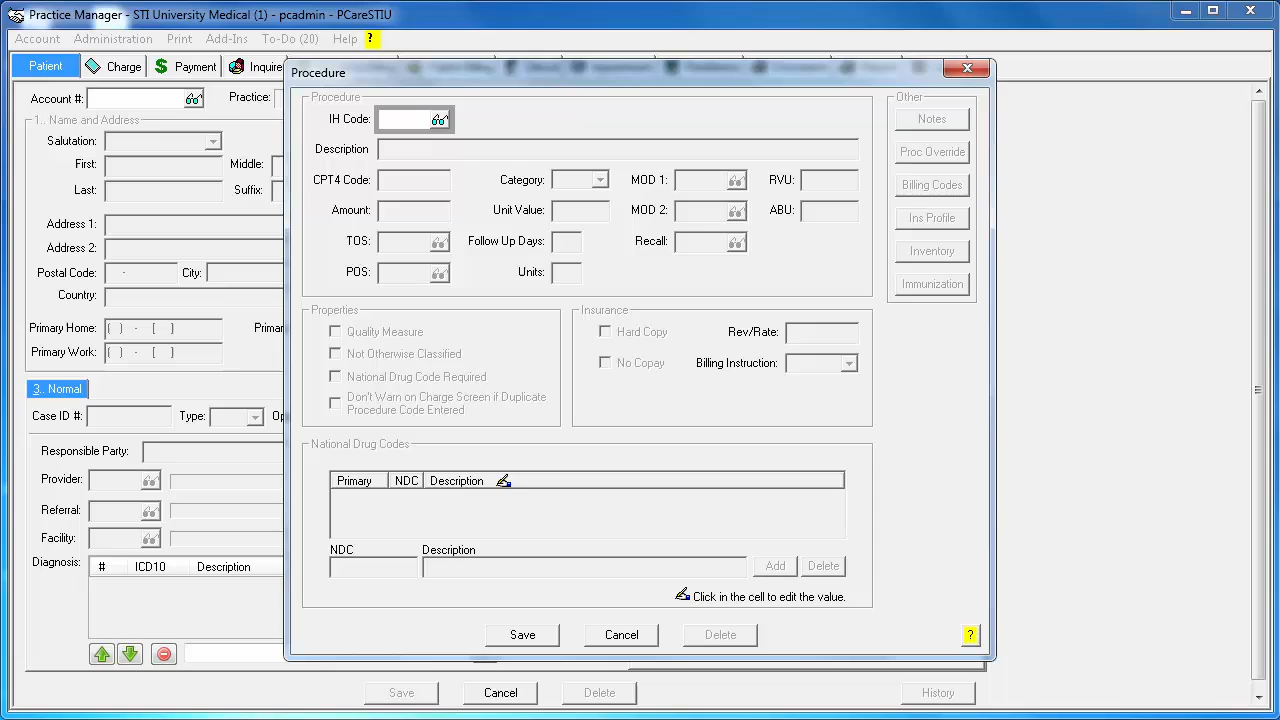 Practice Manager - STI University Medical (1) - pcadmin - PCareSTIU
Account Administration Print Add-Ins To-Do (20) Help ?
Patient Charge Payment Inquire
Procedure
Account #: Practice:
1.. Name and Address
Salutation:
First: Middle:
Last: Suffix:
Address 1:
Address 2:
Postal Code: - City:
Country:
Primary Home: ( ) - [ ] Primar
Primary Work: ( ) - [ ]
3.. Normal
Case ID #: Type: Op
Responsible Party:
Provider:
Referral:
Facility:
Diagnosis: # ICD10 Description
Procedure
IH Code:
Description
CPT4 Code: Category: MOD 1: RVU:
Amount: Unit Value: MOD 2: ABU:
TOS: Follow Up Days: Recall:
POS: Units:
Other
Notes
Proc Override
Billing Codes
Ins Profile
Inventory
Immunization
Properties
Quality Measure
Not Otherwise Classified
National Drug Code Required
Don't Warn on Charge Screen if Duplicate
Procedure Code Entered
Insurance
Hard Copy Rev/Rate:
No Copay Billing Instruction:
National Drug Codes
Primary NDC Description
NDC Description
Add Delete
Click in the cell to edit the value.
Save Cancel Delete ?
Save Cancel Delete History